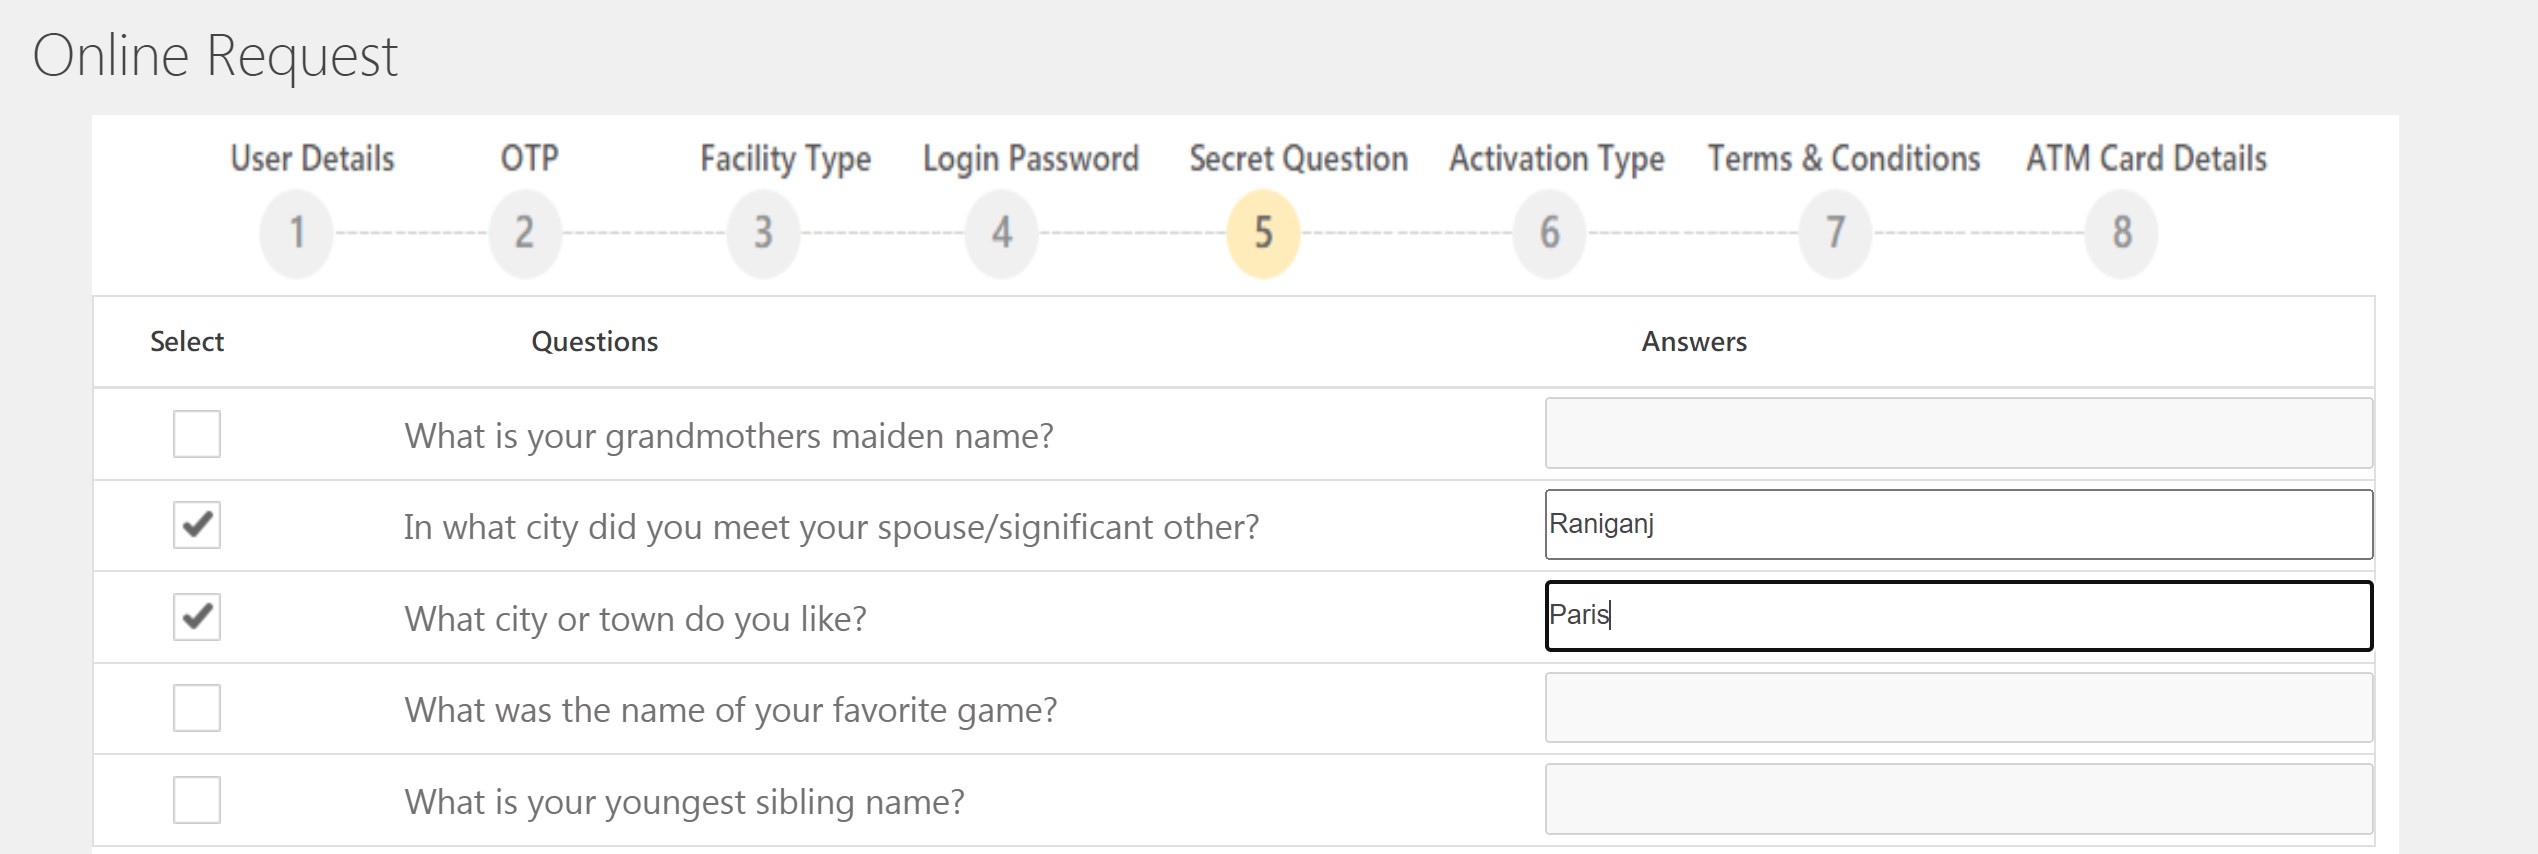 Online Request
User Details OTP Facility Type Login Password Secret Question Activation Type Terms & Conditions ATM Card Details
1 2 3 4 5 6 7 8
Select Questions Answers
What is your grandmothers maiden name?
In what city did you meet your spouse/significant other? Raniganj
What city or town do you like? Paris
What was the name of your favorite game?
What is your youngest sibling name?